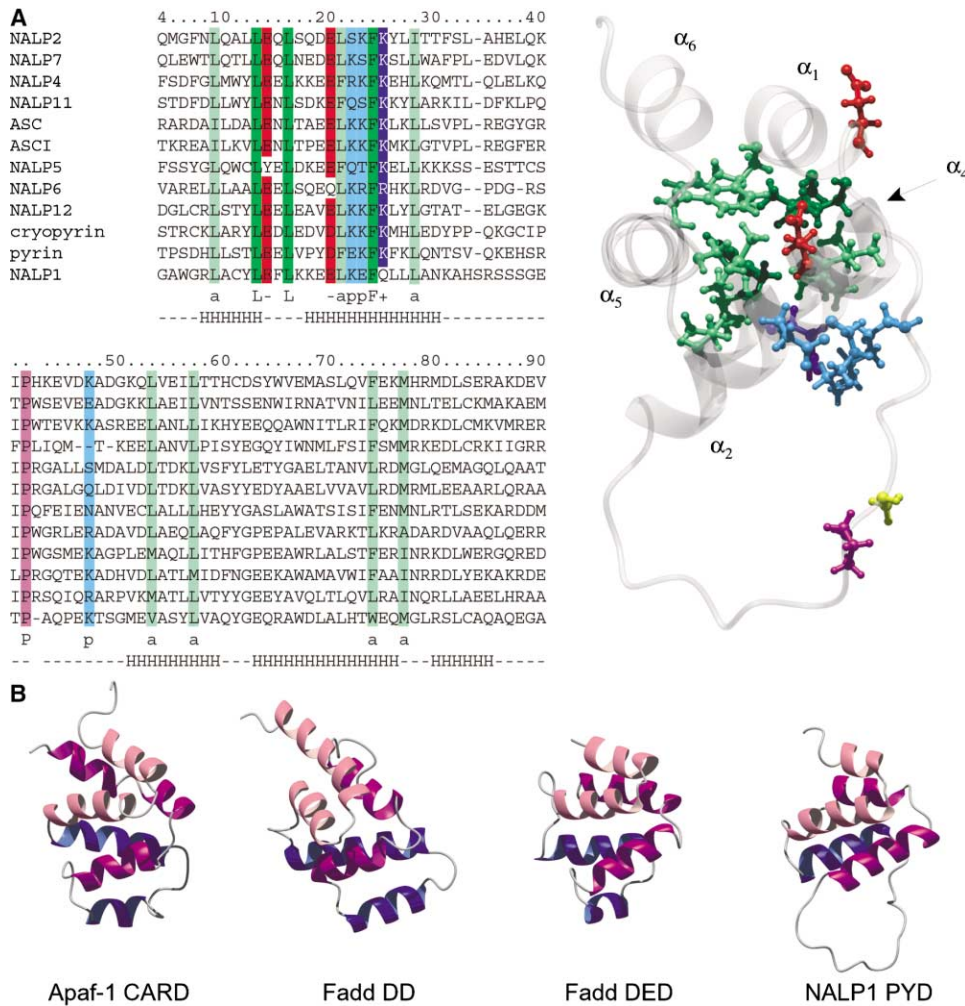 A
4.....10........20........30........40
NALP2 QMGFNLQALLEQLSQDELSKFKYLITTFSL-AHELQK
NALP7 QLEWTLQTLLEQLNEDELKSFKSLLWAFPL-EDVLQK
NALP4 FSDFGLMWYLEELKKEEFRKFKEHLKQMTL-QLELKQ
NALP11 STDFDLLWYLENLSDKEFQSFKKYLARKIL-DFKLPQ
ASC RARDAILDALENLTAEELKKFKLKLLSVPL-REGYGR
ASCI TKREAILKVLENLTPEELKKFKMKLGTVPL-REGFER
NALP5 FSSYGLQWCLYELDKEEFQTFKELLKKKSS-ESTTCS
NALP6 VARELLLAALEELSQEQLKRFRHKLRDVG--PDG-RS
NALP12 DGLCRLSTYLEELEAVELKKFKLYLGTAT--ELGEGK
cryopyrin STRCKLARYLEDLEDVDLKKFKMHLEDYPP-QKGCIP
pyrin TPSDHLLSTLEELVPYDFEKFKFKLQNTSV-QKEHSR
NALP1 GAWGRLACYLEFLKKEELKEFQLLLANKAHSRSSSGE
a L- L -appF+ a
-----HHHHHH----HHHHHHHHHHHHH----------
........50........60........70........80........90
IPHKEVDKADGKQLVEILTTHCDSYWVEMASLQVFEKMHRMDLSERAKDEV
TPWSEVEEADGKKLAEILVNTSSENWIRNATVNILEEMNLTELCKMAKAEM
PWTEVKKASREELANLLIKHYEEQQAWNITLRIFQKMDRKDLCMKVMRER
FPLIQM--T-KEELANVLPISYEGQYIWNMLFSIFSMMRKEDLCRKIIGRR
IPRGALLSMDALDLTDKLVSFYLETYGAELTANVLRDMGLQEMAGQLQAAT
IPRGALGQLDIVDLTDKLVASYYEDYAAELVVAVLRDMRMLEEAARLQRAA
IPQFEIENANVECLALLLHEYYGASLAWATSISIFENMNLRTLSEKARDDM
IPWGRLERADAVDLAEQLAQFYGPEPALEVARKTLKRADARDVAAQLQERR
IPWGSMEKAGPLEMAQLLITHFGPEEAWRLALSTFERINRKDLWERGQRED
LPRGQTEKADHVDLATLMIDFNGEEKAWAMAVWIFAAINRRDLYEKAKRDE
IPRSQIQRARPVKMATLLVTYYGEEYAVQLTLQVLRAINQRLLAEELHRAA
TP-AQPEKTSGMEVASYLVAQYGEQRAWDLALHTWEQMGLRSLCAQAQEGA
P p a a a a
-- -------HHHHHHHHH---HHHHHHHHHHHHHH---HHHHHH-----
α6
α1
α4
α5
α2
B
Apaf-1 CARD Fadd DD Fadd DED NALP1 PYD